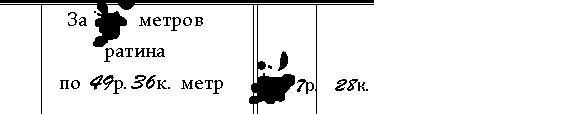 За метров
ратина
по 49р. 36к. метр 7р. 28к.